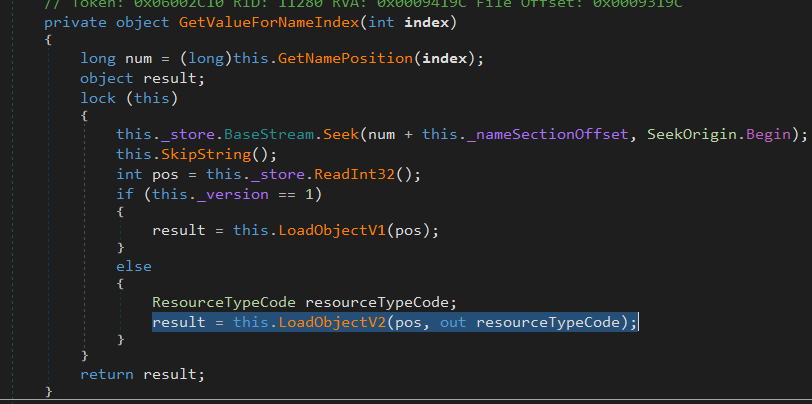 // Token: 0x06002C10 RID: 11280 RVA: 0x0009419C File Offset: 0x0009319C
private object GetValueForNameIndex(int index)
{
long num = (long)this.GetNamePosition(index);
object result;
lock (this)
{
this._store.BaseStream.Seek(num + this._nameSectionOffset, SeekOrigin.Begin);
this.SkipString();
int pos = this._store.ReadInt32();
if (this._version == 1)
{
result = this.LoadObjectV1(pos);
}
else
{
ResourceTypeCode resourceTypeCode;
result = this.LoadObjectV2(pos, out resourceTypeCode);
}
}
return result;
}